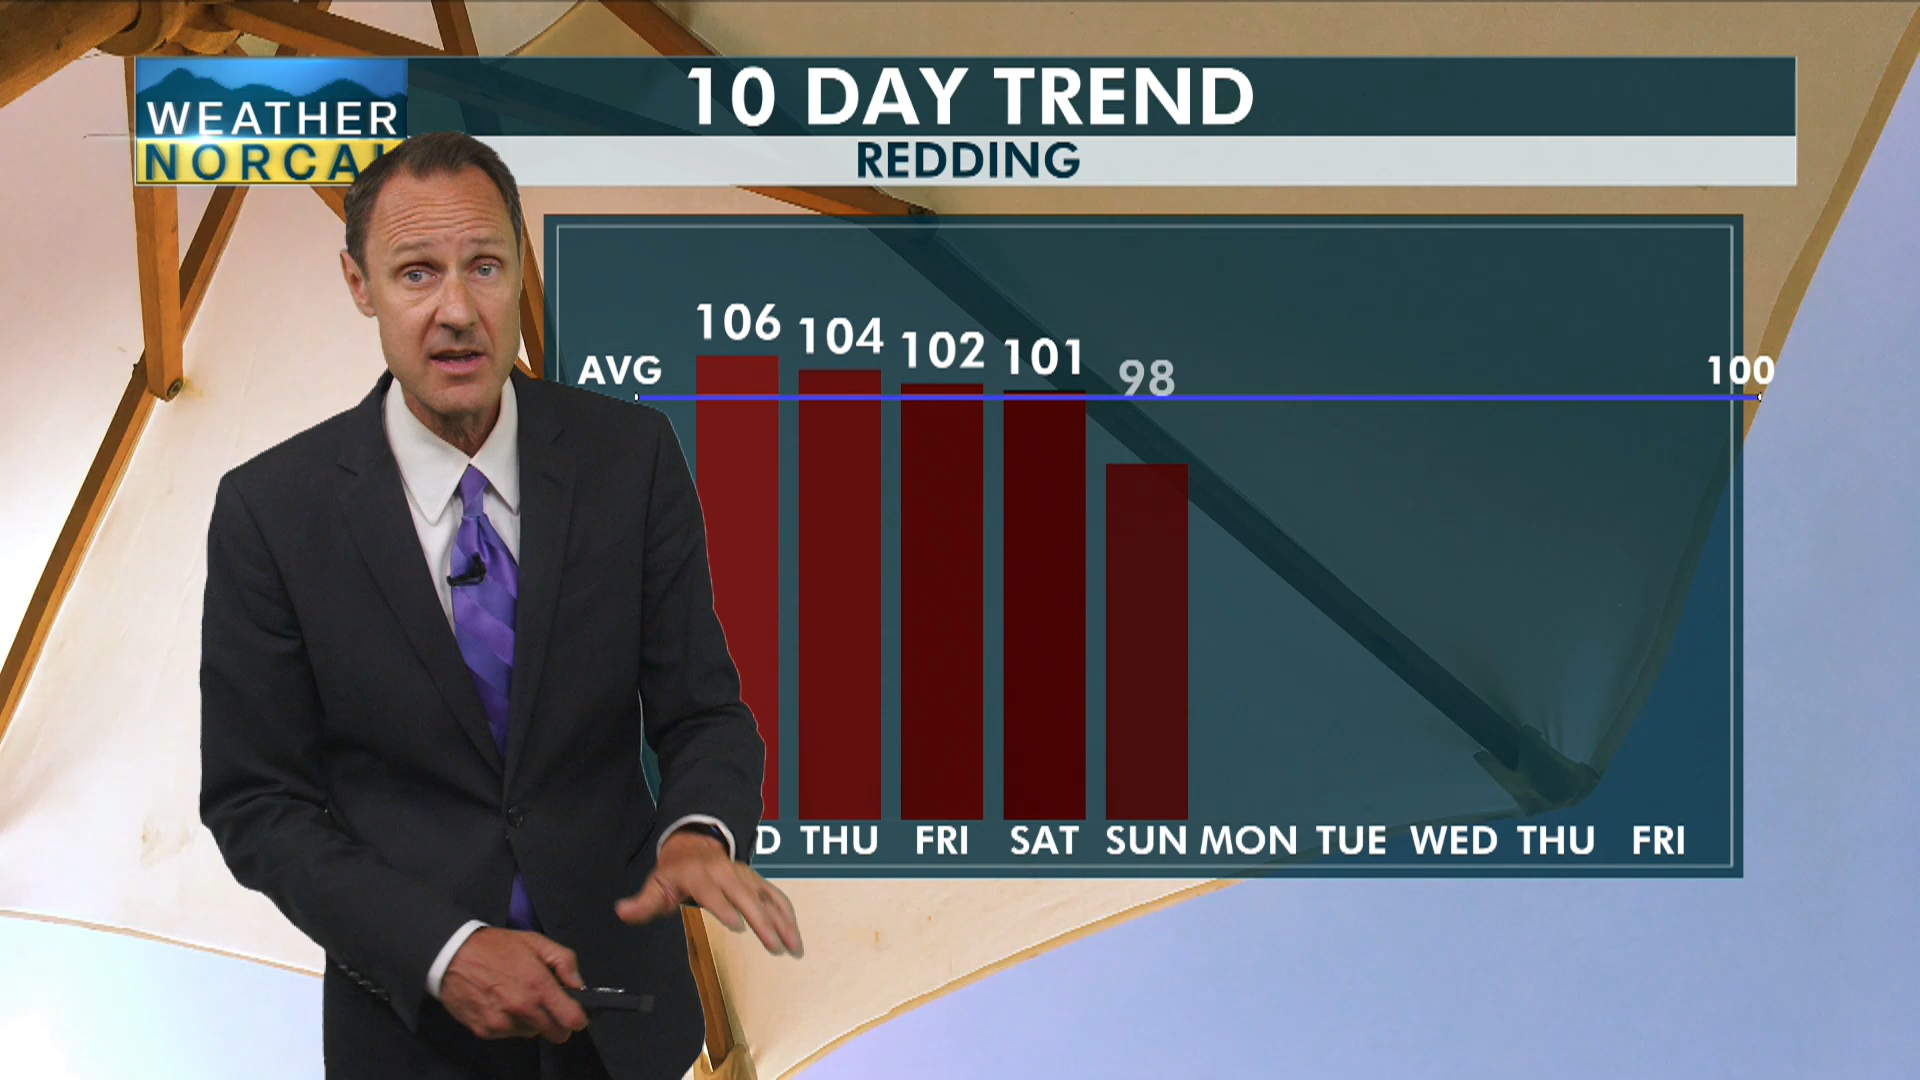 WEATHER
NORCA
10 DAY TREND
REDDING
106 104 102 101 98
AVG 100
D THU FRI SAT SUN MON TUE WED THU FRI